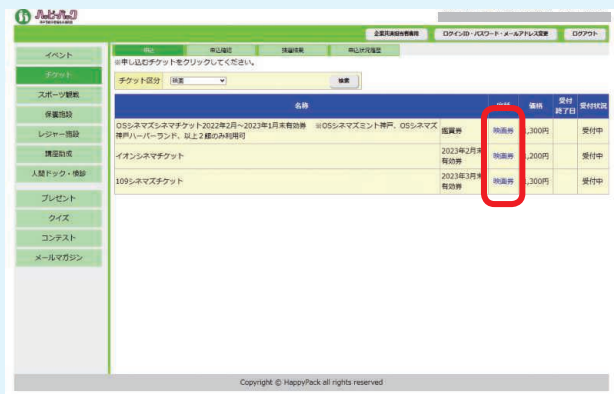 ハッピーパック
企業共済担当者専用
ログインID・パスワード・メールアドレス変更
ログアウト
イベント
チケット
スポーツ観戦
保養施設
レジャー施設
講座助成
人間ドック・検診
プレゼント
クイズ
コンテスト
メールマガジン
申込
申込確認
抽選結果
申込状況履歴
※申し込むチケットをクリックしてください。
チケット区分 映画 検索
名称 価格 受付終了日 受付状況
OSシネマズシネマチケット2022年2月～2023年1月末有効券 ※OSシネマズミント神戸、OSシネマズ
神戸ハーバーランド、以上2館のみ利用可
鑑賞券 映画券 ,300円 受付中
イオンシネマチケット
2023年2月末
有効券
映画券 ,200円 受付中
109シネマズチケット
2023年3月末
有効券
映画券 ,300円 受付中
Copyright © HappyPack all rights reserved